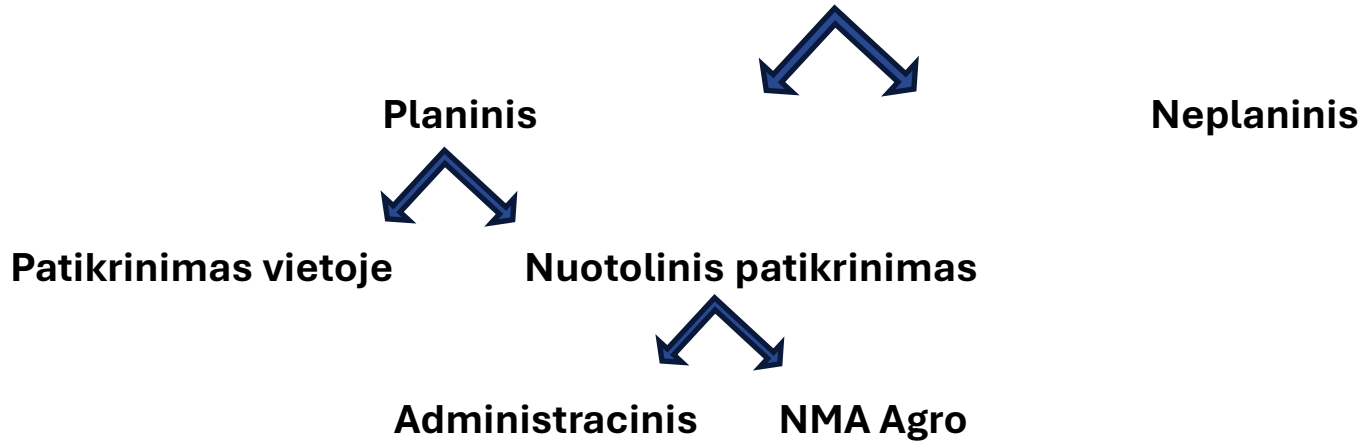 Planinis Neplaninis
Patikrinimas vietoje Nuotolinis patikrinimas
Administracinis NMA Agro